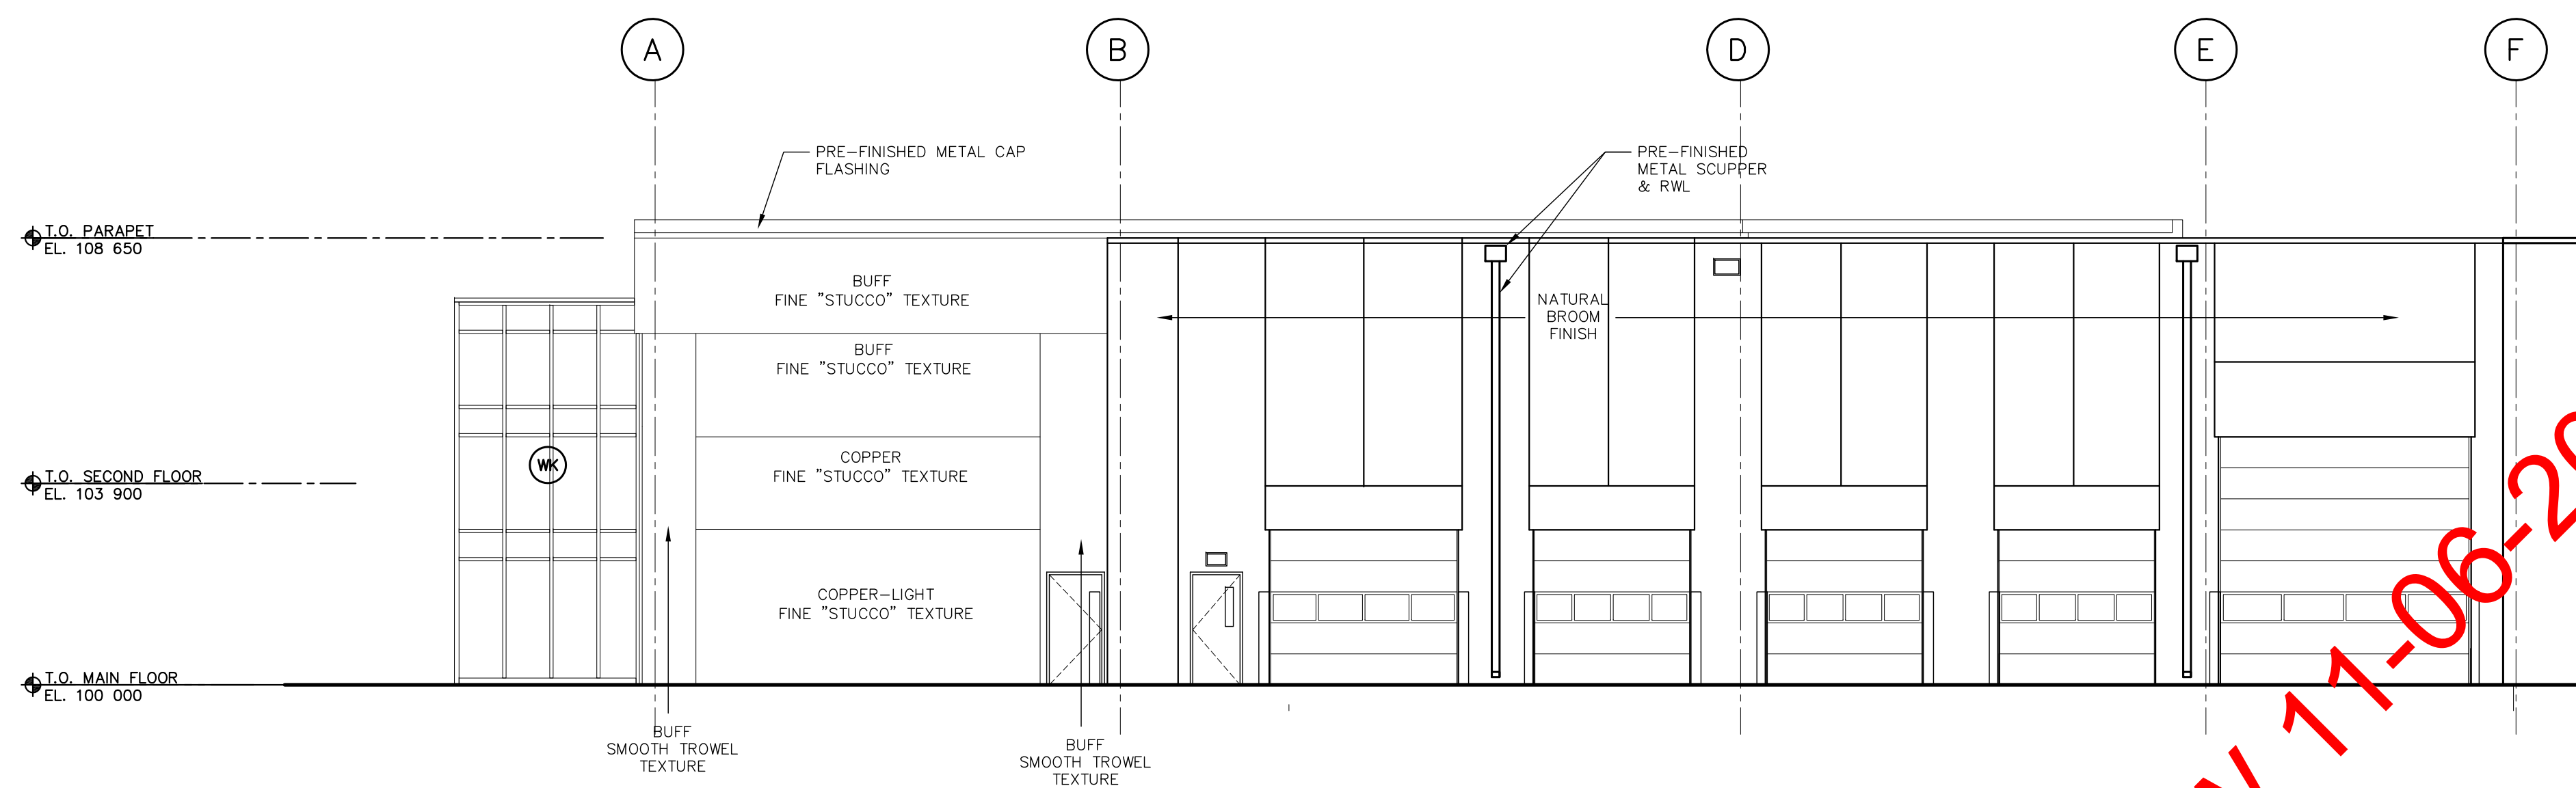 A
B
D
E
F
PRE-FINISHED METAL CAP
FLASHING
PRE-FINISHED
METAL SCUPPER
& RWL
T.O. PARAPET
EL. 108 650
BUFF
FINE "STUCCO" TEXTURE
NATURAL
BROOM
FINISH
BUFF
FINE "STUCCO" TEXTURE
WK
COPPER
FINE "STUCCO" TEXTURE
T.O. SECOND FLOOR
EL. 103 900
COPPER-LIGHT
FINE "STUCCO" TEXTURE
T.O. MAIN FLOOR
EL. 100 000
BUFF
SMOOTH TROWEL
TEXTURE
BUFF
SMOOTH TROWEL
TEXTURE
11-06-20